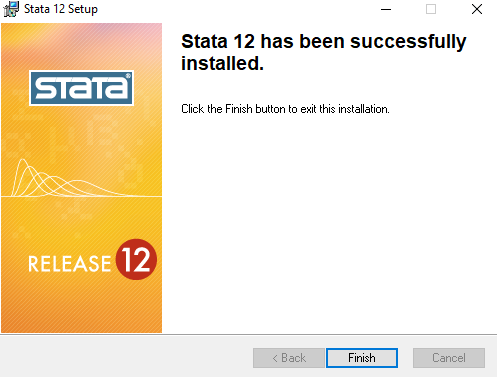 Stata 12 Setup
Stata 12 has been successfully
installed.
Click the Finish button to exit this installation.
STATA®
RELEASE 12
< Back
Finish
Cancel